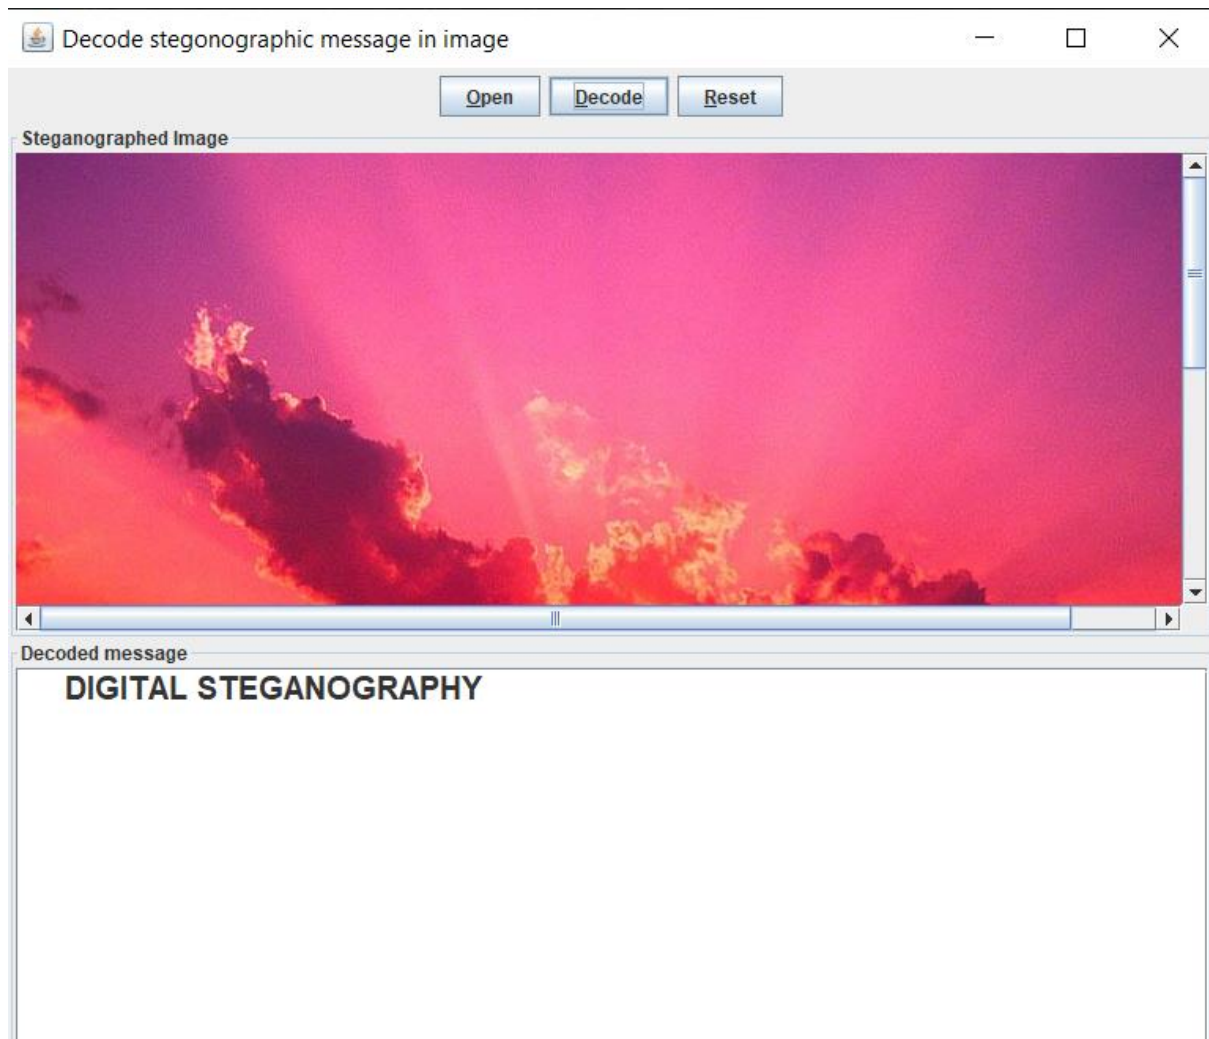 Decode stegonographic message in image
Open Decode Reset
Steganographed Image
Decoded message
DIGITAL STEGANOGRAPHY